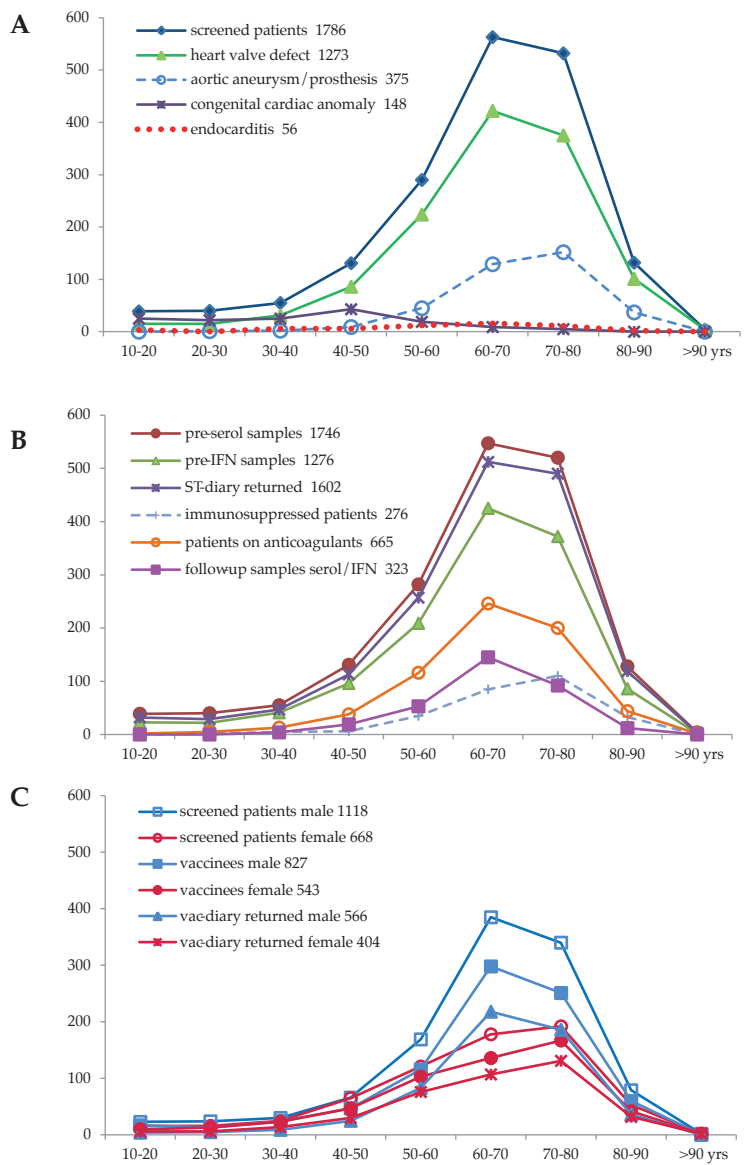 A
600
500
400
300
200
100
0
screened patients 1786
heart valve defect 1273
aortic aneurysm/prosthesis 375
congenital cardiac anomaly 148
endocarditis 56
10-20 20-30 30-40 40-50 50-60 60-70 70-80 80-90 >90 yrs
B
600
500
400
300
200
100
0
pre-serol samples 1746
pre-IFN samples 1276
ST-diary returned 1602
immunosuppressed patients 276
patients on anticoagulants 665
follow-up samples serol/IFN 323
10-20 20-30 30-40 40-50 50-60 60-70 70-80 80-90 >90 yrs
C
600
500
400
300
200
100
0
screened patients male 1118
screened patients female 668
vaccinees male 827
vaccinees female 543
vac-diary returned male 566
vac-diary returned female 404
10-20 20-30 30-40 40-50 50-60 60-70 70-80 80-90 >90 yrs